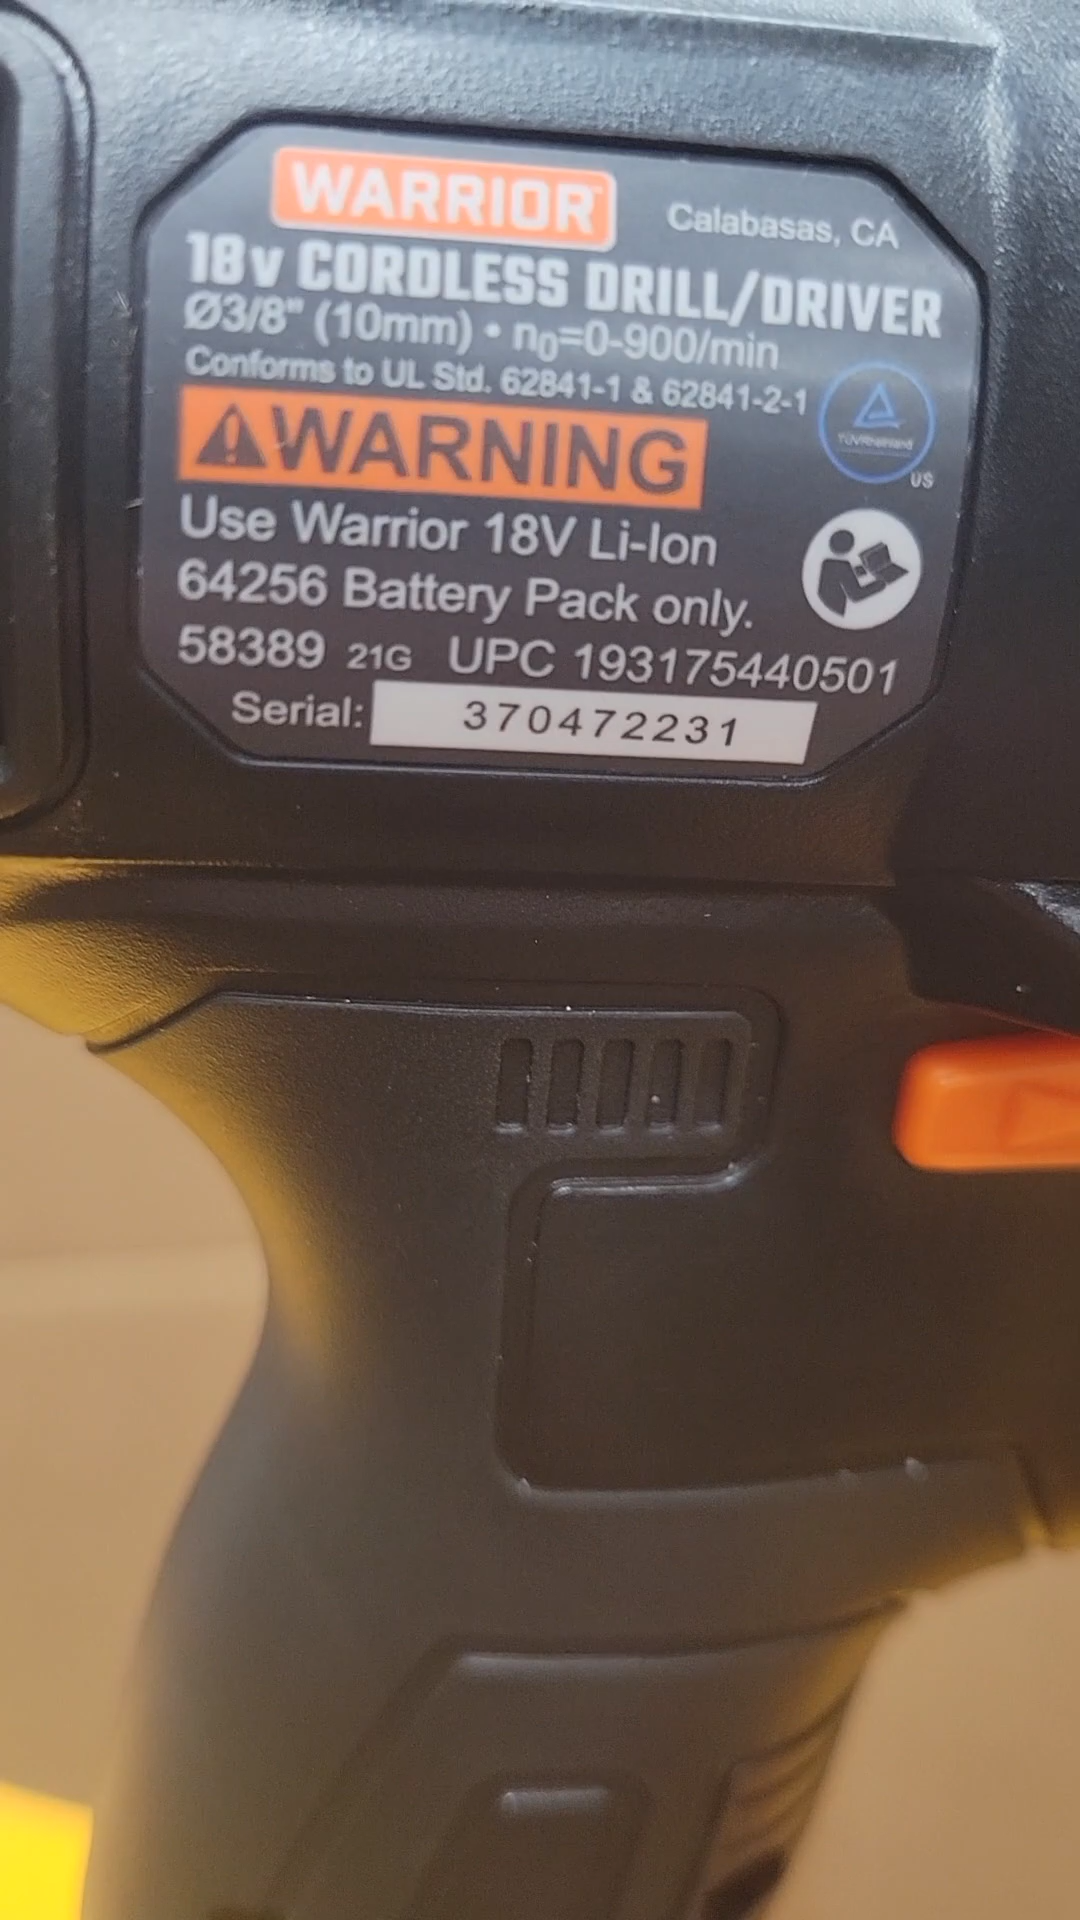 WARRIOR™ Calabasas, CA
18v CORDLESS DRILL/DRIVER
Ø3/8" (10mm) • n₀=0-900/min
Conforms to UL Std. 62841-1 & 62841-2-1
TÜVRheinland
US
⚠WARNING
Use Warrior 18V Li-Ion
64256 Battery Pack only.
58389 21G UPC 193175440501
Serial: 370472231